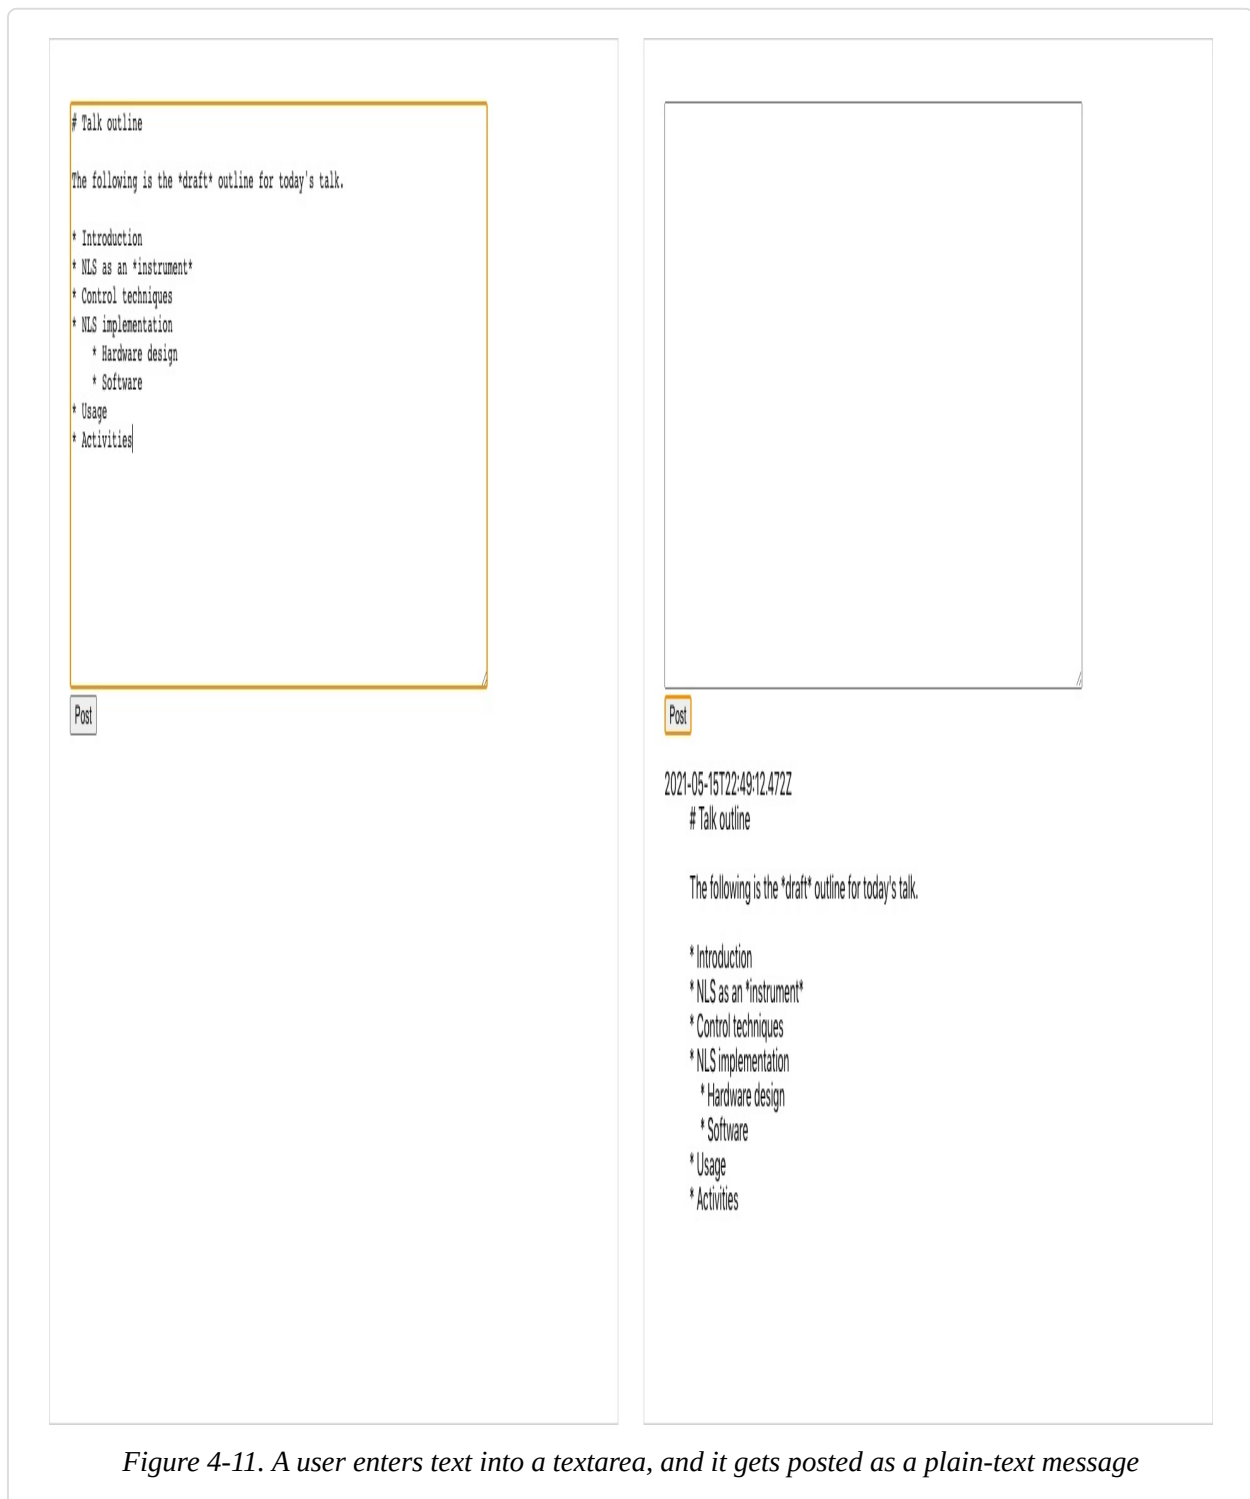 # Talk outline
The following is the *draft* outline for today's talk.
* Introduction
* NLS as an *instrument*
* Control techniques
* NLS implementation
* Hardware design
* Software
* Usage
* Activities
Post
Post
2021-05-15T22:49:12.472Z
# Talk outline
The following is the *draft* outline for today's talk.
* Introduction
* NLS as an *instrument*
* Control techniques
* NLS implementation
* Hardware design
* Software
* Usage
* Activities
Figure 4-11. A user enters text into a textarea, and it gets posted as a plain-text message